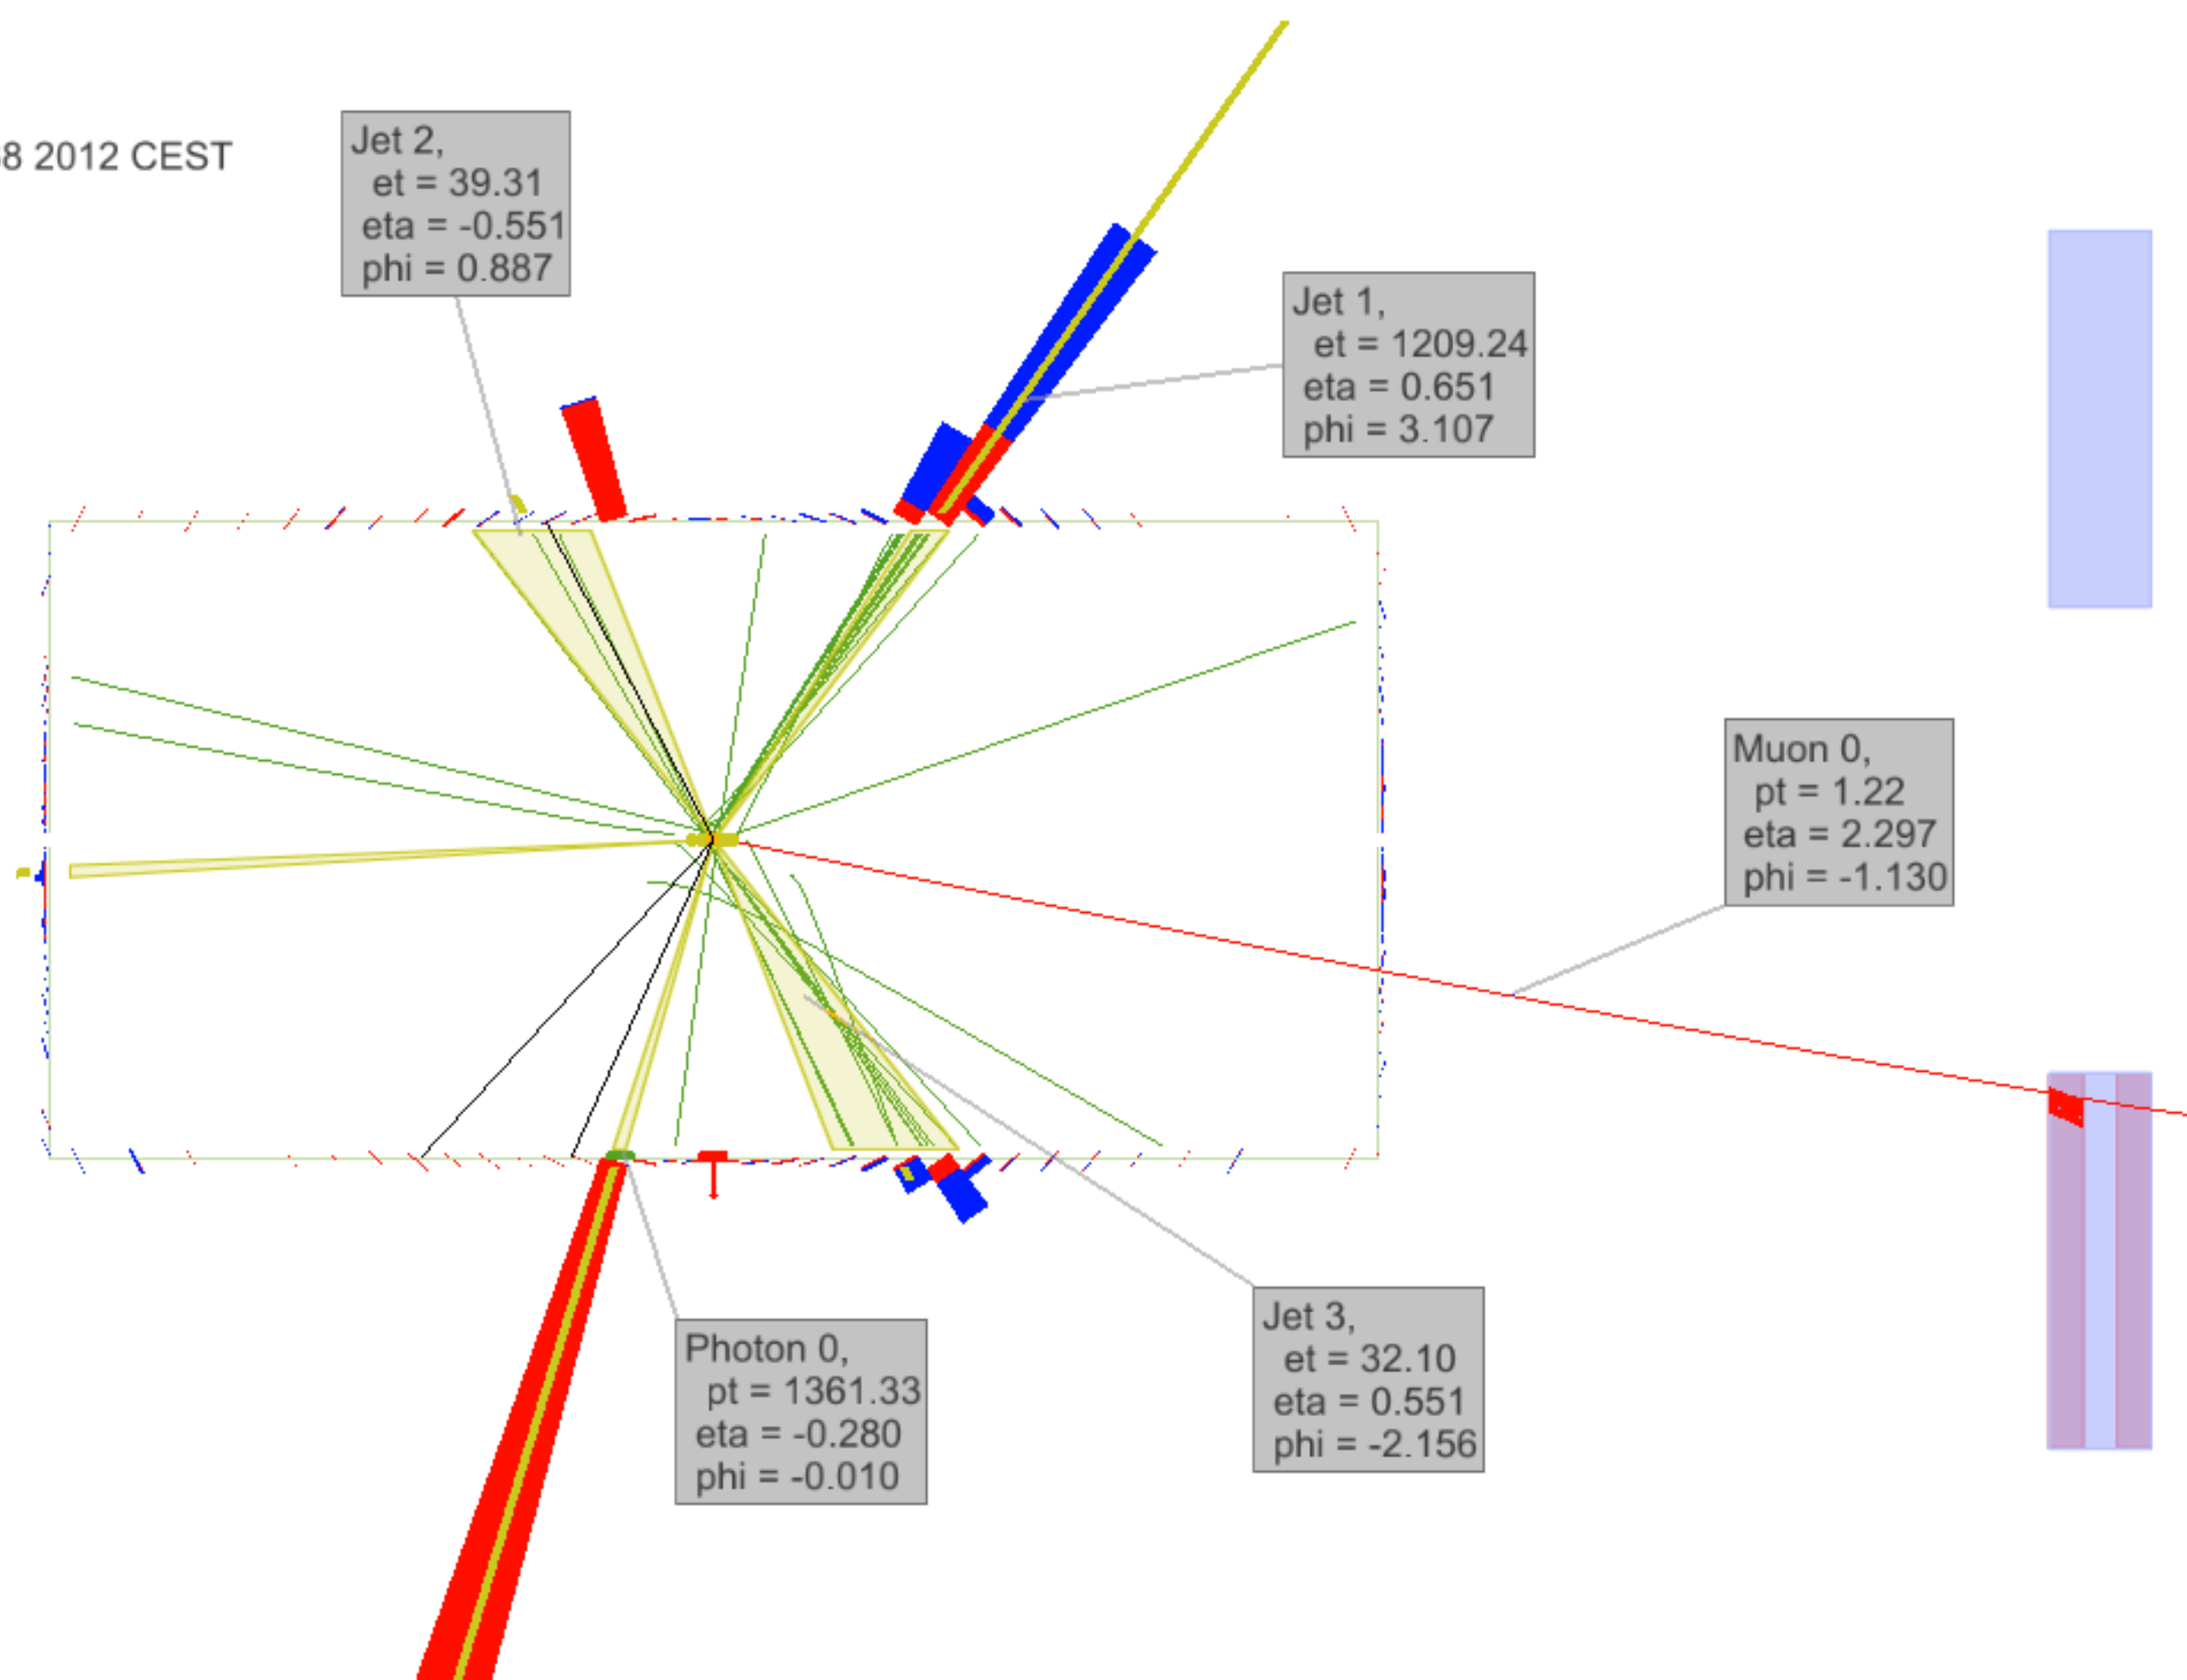 8 2012 CEST
Jet 2,
et = 39.31
eta = -0.551
phi = 0.887
Jet 1,
et = 1209.24
eta = 0.651
phi = 3.107
Muon 0,
pt = 1.22
eta = 2.297
phi = -1.130
Photon 0,
pt = 1361.33
eta = -0.280
phi = -0.010
Jet 3,
et = 32.10
eta = 0.551
phi = -2.156